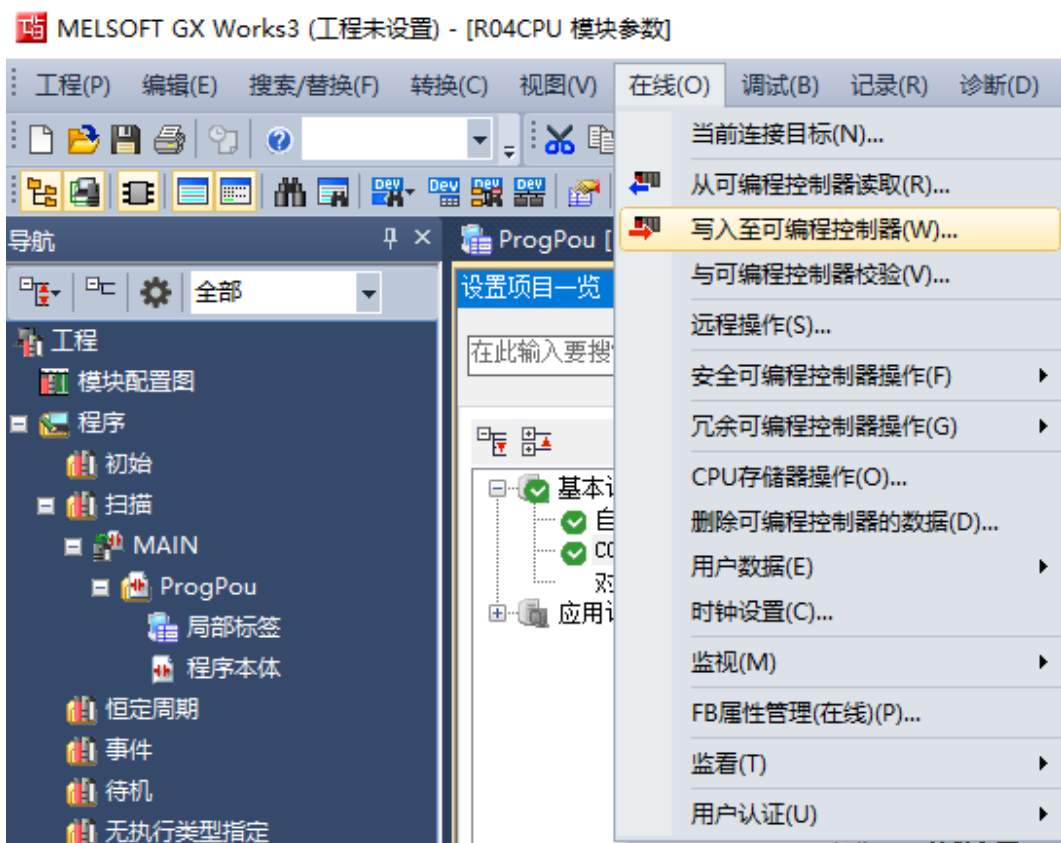 MELSOFT GX Works3 (工程未设置) - [R04CPU 模块参数]
工程(P) 编辑(E) 搜索/替换(F) 转换(C) 视图(V) 在线(O) 调试(B) 记录(R) 诊断(D)
当前连接目标(N)...
从可编程控制器读取(R)...
写入至可编程控制器(W)...
与可编程控制器校验(V)...
远程操作(S)...
安全可编程控制器操作(F)
冗余可编程控制器操作(G)
CPU存储器操作(O)...
删除可编程控制器的数据(D)...
用户数据(E)
时钟设置(C)...
监视(M)
FB属性管理(在线)(P)...
监看(T)
用户认证(U)
Dev Dev Dev Dev
导航
全部
工程
模块配置图
程序
初始
扫描
MAIN
ProgPou
局部标签
程序本体
恒定周期
事件
待机
无执行类型指定
ProgPou [
设置项目一览
在此输入要搜
基本
自
CC
对
应用